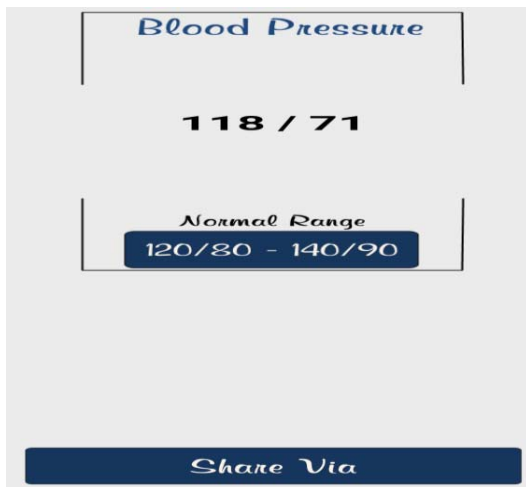 Blood Pressure
118 / 71
Normal Range
120/80 - 140/90
Share Via